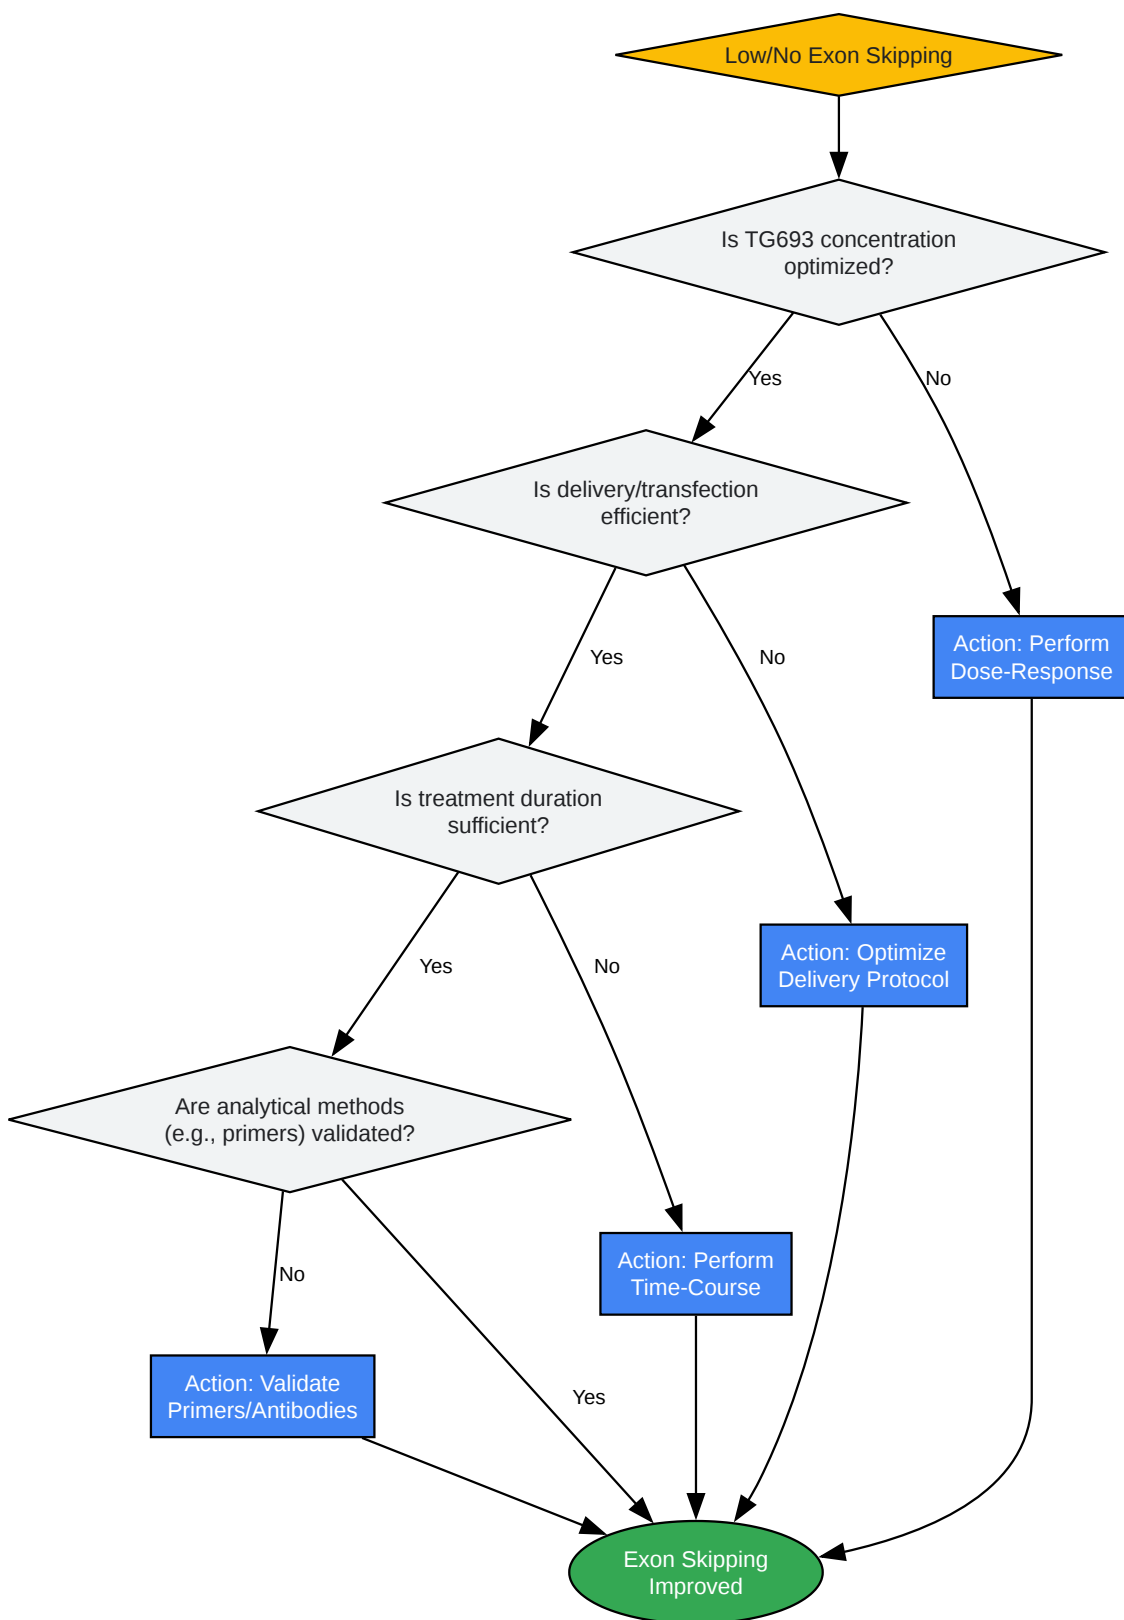 Low/No Exon Skipping
Is TG693 concentration
optimized?
Yes
No
Is delivery/transfection
efficient?
Yes
No
Action: Perform
Dose-Response
Is treatment duration
sufficient?
Yes
No
Action: Optimize
Delivery Protocol
Are analytical methods
(e.g., primers) validated?
No
Yes
Action: Perform
Time-Course
Action: Validate
Primers/Antibodies
Exon Skipping
Improved